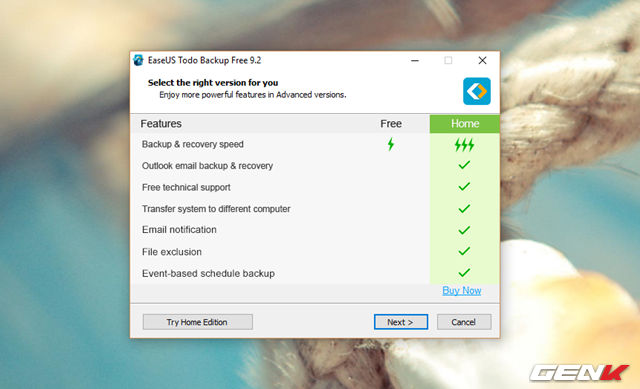 EaseUS Todo Backup Free 9.2
Select the right version for you
Enjoy more powerful features in Advanced versions.
Features Free Home
Backup & recovery speed
Outlook email backup & recovery
Free technical support
Transfer system to different computer
Email notification
File exclusion
Event-based schedule backup
Buy Now
Try Home Edition Next > Cancel
GENK